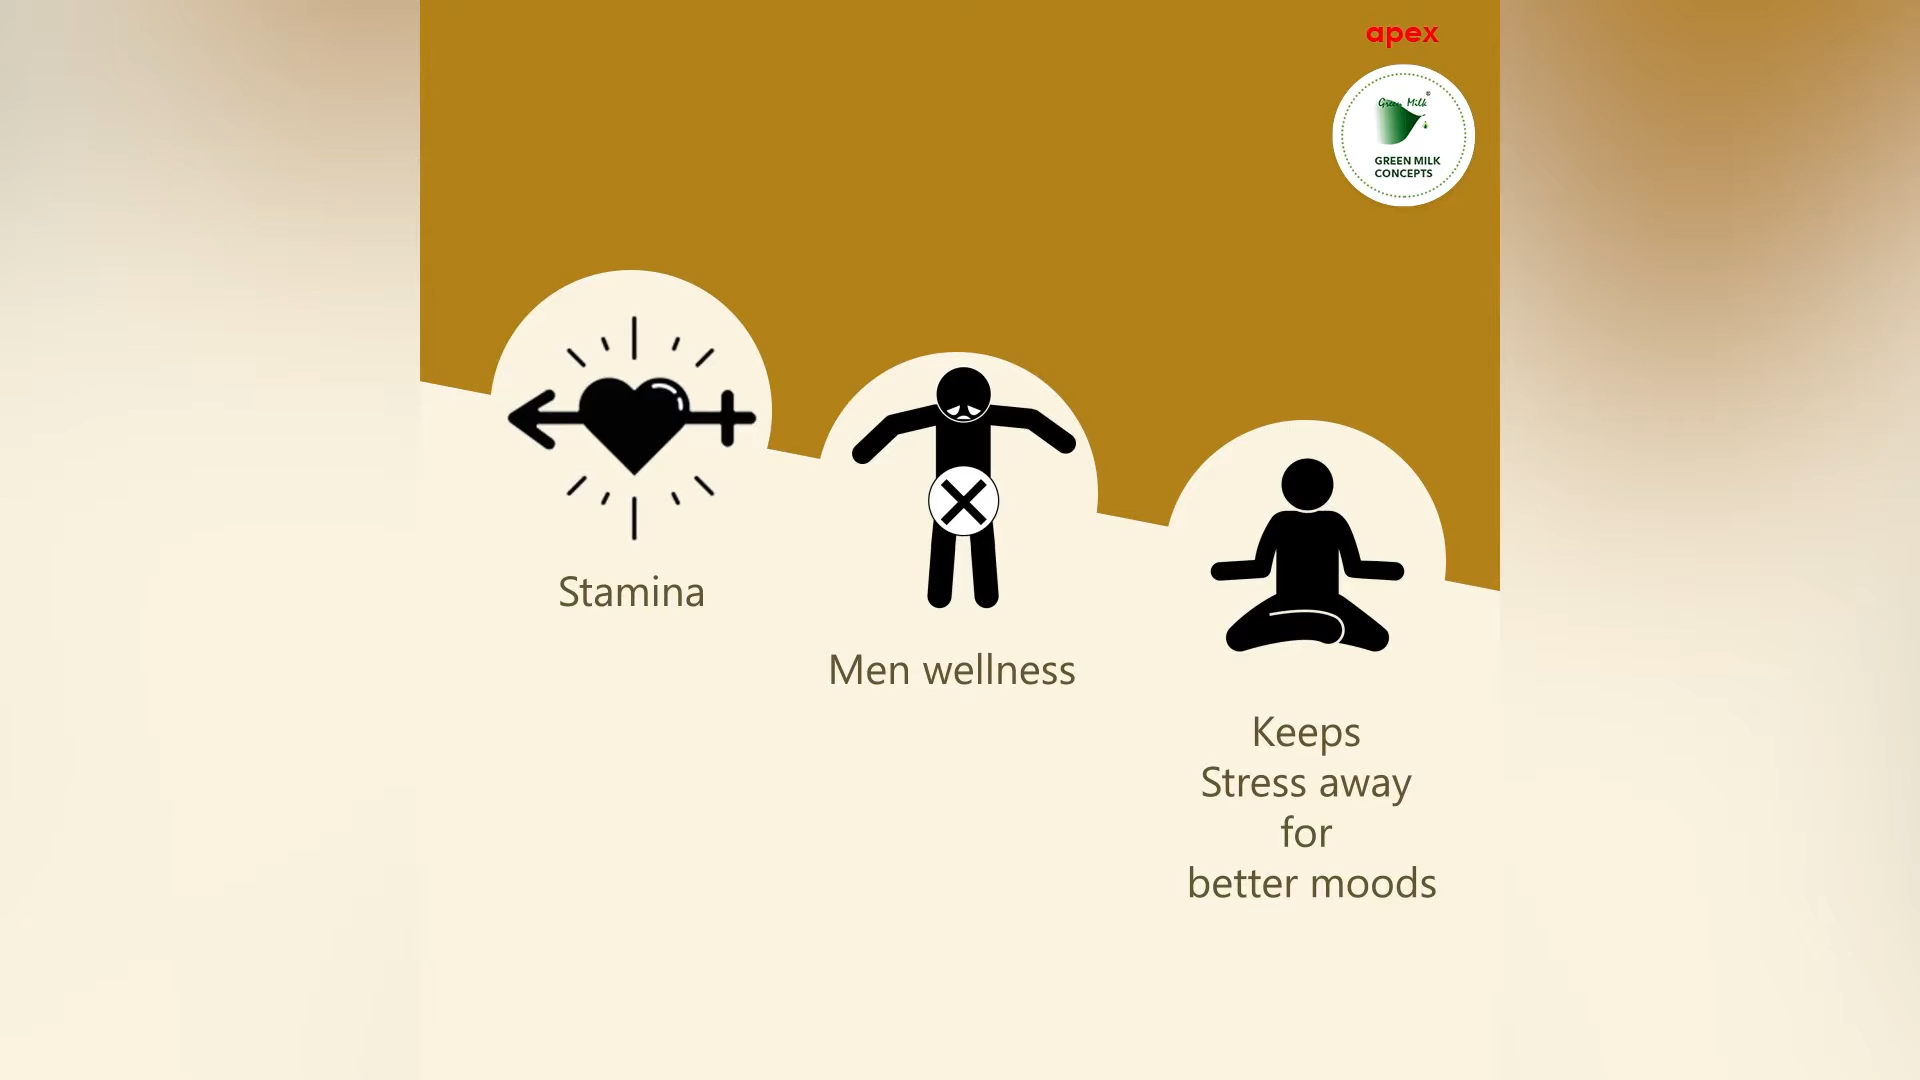 apex
Green Milk
GREEN MILK
CONCEPTS
Stamina
Men wellness
Keeps
Stress away
for
better moods